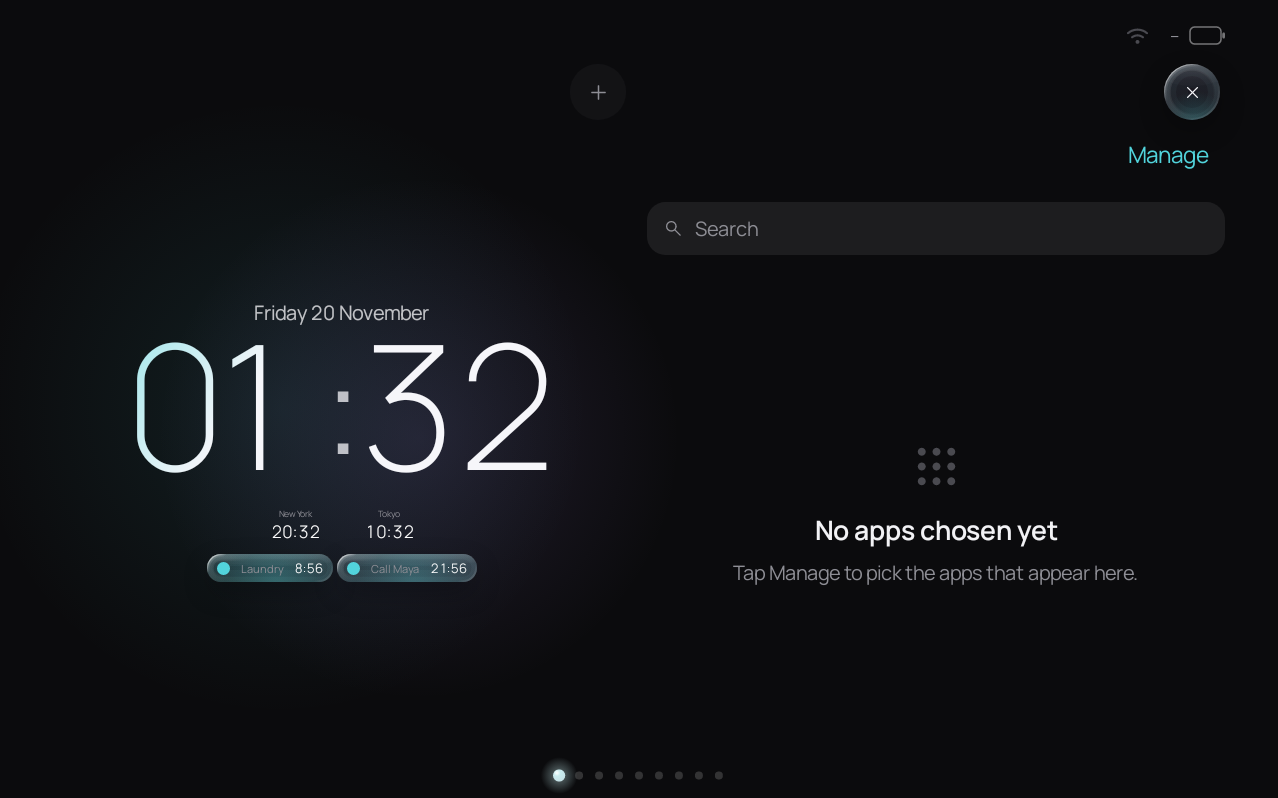 Manage
Search
Friday 20 November
01:32
New York
Tokyo
20:32
10:32
Laundry 8:56
Call Maya 21:56
No apps chosen yet
Tap Manage to pick the apps that appear here.